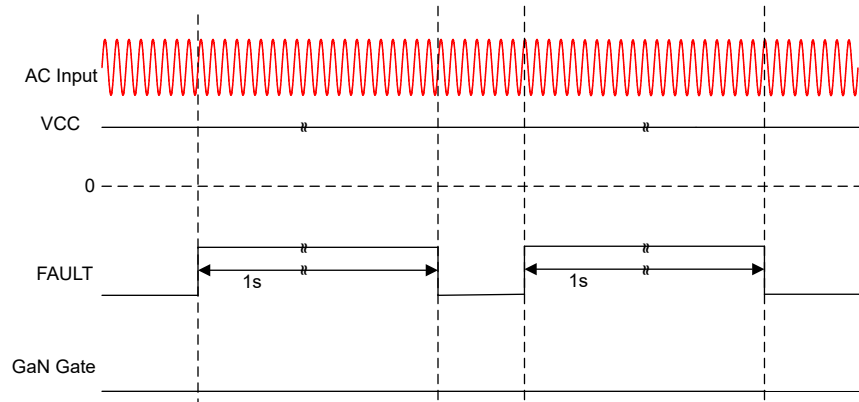 AC Input
VCC
0
FAULT
1s
1s
GaN Gate